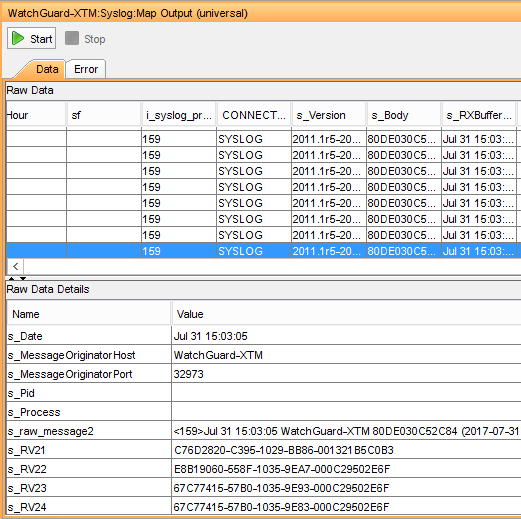 WatchGuard-XTM:Syslog:Map Output (universal)
Start Stop
Data Error
Raw Data
Hour sf i_syslog_pr... CONNECT... s_Version s_Body s_RXBuffer...
159 SYSLOG 2011.1r5-20... 80DE030C5... Jul 31 15:03:...
159 SYSLOG 2011.1r5-20... 80DE030C5... Jul 31 15:03:...
159 SYSLOG 2011.1r5-20... 80DE030C5... Jul 31 15:03:...
159 SYSLOG 2011.1r5-20... 80DE030C5... Jul 31 15:03:...
159 SYSLOG 2011.1r5-20... 80DE030C5... Jul 31 15:03:...
159 SYSLOG 2011.1r5-20... 80DE030C5... Jul 31 15:03:...
159 SYSLOG 2011.1r5-20... 80DE030C5... Jul 31 15:03:...
159 SYSLOG 2011.1r5-20... 80DE030C5... Jul 31 15:03:...
Raw Data Details
Name Value
s_Date Jul 31 15:03:05
s_MessageOriginatorHost WatchGuard-XTM
s_MessageOriginatorPort 32973
s_Pid
s_Process
s_raw_message2 <159>Jul 31 15:03:05 WatchGuard-XTM 80DE030C52C84 (2017-07-31
s_RV21 C76D2820-C395-1029-BB86-001321B5C0B3
s_RV22 E8B19060-558F-1035-9EA7-000C29502E6F
s_RV23 67C77415-57B0-1035-9E93-000C29502E6F
s_RV24 67C77415-57B0-1035-9E83-000C29502E6F